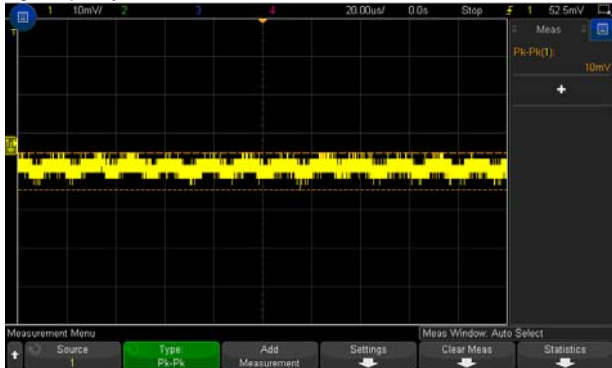 1 10mV/ 2 3 4 20.00us/ 0.0s Stop 1 52.5mV
T
Meas
Pk-Pk(1):
10mV
+
Measurement Menu
Meas Window: Auto Select
Source
1
Type:
Pk-Pk
Add
Measurement
Settings
Clear Meas
Statistics